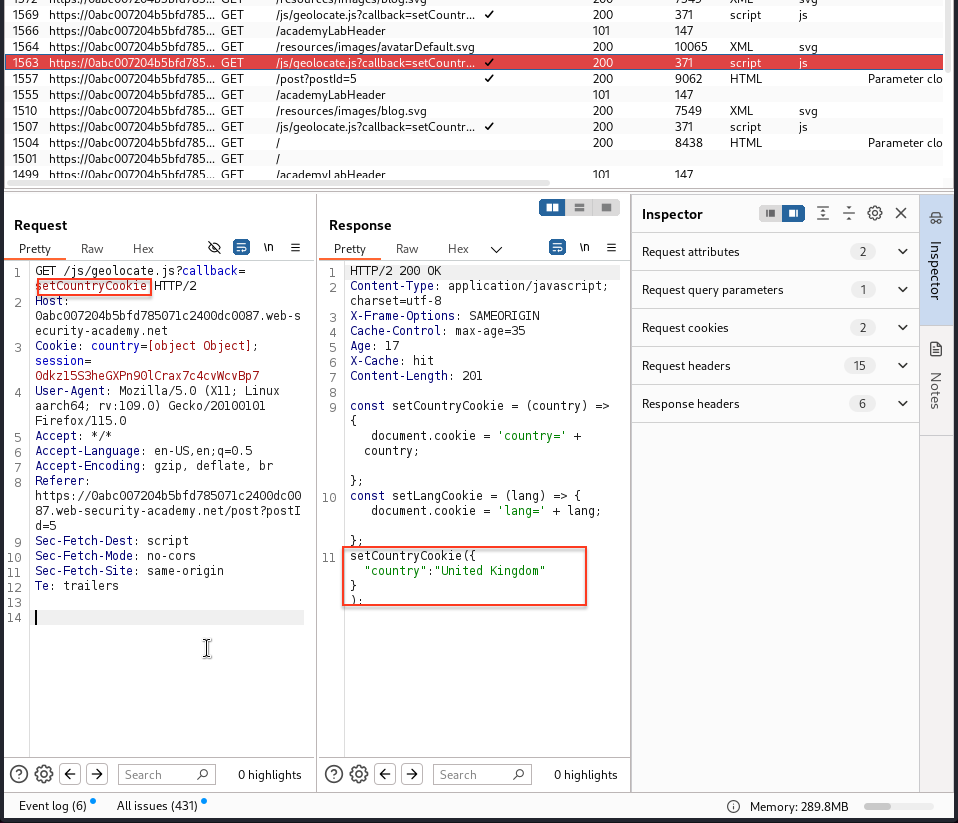 1572 https://0abc007204b5bfd785... GET /resources/images/blog.svg 200 7549 XML svg
1569 https://0abc007204b5bfd785... GET /js/geolocate.js?callback=setCountr... ✓ 200 371 script js
1566 https://0abc007204b5bfd785... GET /academyLabHeader 101 147
1564 https://0abc007204b5bfd785... GET /resources/images/avatarDefault.svg 200 10065 XML svg
1563 https://0abc007204b5bfd785... GET /js/geolocate.js?callback=setCountr... ✓ 200 371 script js
1557 https://0abc007204b5bfd785... GET /post?postId=5 ✓ 200 9062 HTML Parameter clo
1555 https://0abc007204b5bfd785... GET /academyLabHeader 101 147
1510 https://0abc007204b5bfd785... GET /resources/images/blog.svg 200 7549 XML svg
1507 https://0abc007204b5bfd785... GET /js/geolocate.js?callback=setCountr... ✓ 200 371 script js
1504 https://0abc007204b5bfd785... GET / 200 8438 HTML Parameter clo
1501 https://0abc007204b5bfd785... GET /
1499 https://0abc007204b5bfd785... GET /academyLabHeader 101 147
Request
Pretty Raw Hex \n
1 GET /js/geolocate.js?callback=
setCountryCookie HTTP/2
2 Host:
0abc007204b5bfd785071c2400dc0087.web-s
ecurity-academy.net
3 Cookie: country=[object Object];
session=
0dkz15S3heGXPn9OlCrax7c4cvWcvBp7
4 User-Agent: Mozilla/5.0 (X11; Linux
aarch64; rv:109.0) Gecko/20100101
Firefox/115.0
5 Accept: */*
6 Accept-Language: en-US,en;q=0.5
7 Accept-Encoding: gzip, deflate, br
8 Referer:
https://0abc007204b5bfd785071c2400dc00
87.web-security-academy.net/post?postI
d=5
9 Sec-Fetch-Dest: script
10 Sec-Fetch-Mode: no-cors
11 Sec-Fetch-Site: same-origin
12 Te: trailers
13
14
Search 0 highlights
Response
Pretty Raw Hex \n
1 HTTP/2 200 OK
2 Content-Type: application/javascript;
charset=utf-8
3 X-Frame-Options: SAMEORIGIN
4 Cache-Control: max-age=35
5 Age: 17
6 X-Cache: hit
7 Content-Length: 201
8
9 const setCountryCookie = (country) =>
{
document.cookie = 'country=' +
country;
};
10 const setLangCookie = (lang) => {
document.cookie = 'lang=' + lang;
};
11 setCountryCookie({
"country":"United Kingdom"
}
);
Search 0 highlights
Inspector
Request attributes 2
Request query parameters 1
Request cookies 2
Request headers 15
Response headers 6
Inspector
Notes
Event log (6) All issues (431) Memory: 289.8MB